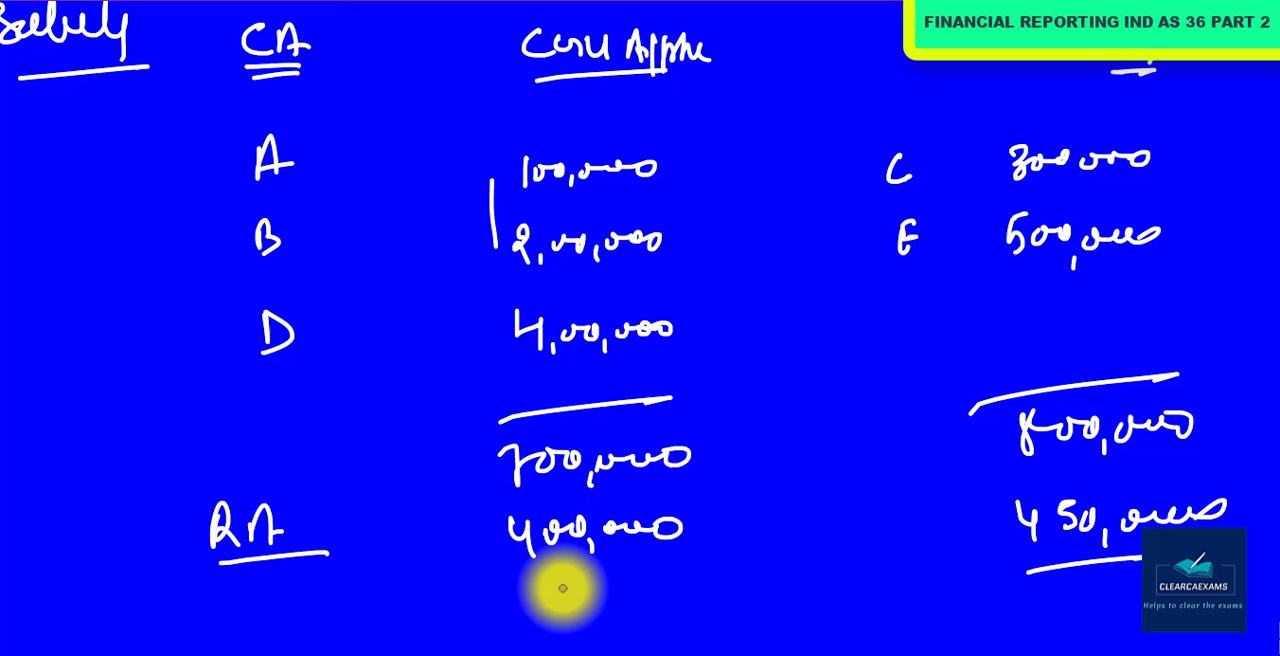 FINANCIAL REPORTING IND AS 36 PART 2
CA
A 100,000 C 300 000
B 2,00,000 E 500,000
D 4,00,000
700,000 800,000
RA 400,000 450,000
CLEARCAEXAMS
Helps to clear the exams